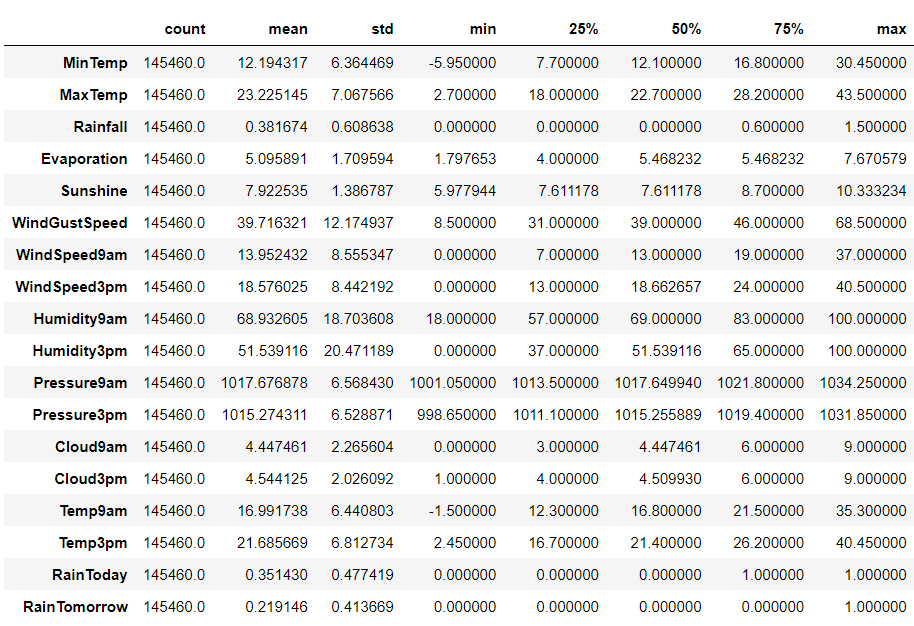 count mean std min 25% 50% 75% max
MinTemp 145460.0 12.194317 6.364469 -5.950000 7.700000 12.100000 16.800000 30.450000
MaxTemp 145460.0 23.225145 7.067566 2.700000 18.000000 22.700000 28.200000 43.500000
Rainfall 145460.0 0.381674 0.608638 0.000000 0.000000 0.000000 0.600000 1.500000
Evaporation 145460.0 5.095891 1.709594 1.797653 4.000000 5.468232 5.468232 7.670579
Sunshine 145460.0 7.922535 1.386787 5.977944 7.611178 7.611178 8.700000 10.333234
WindGustSpeed 145460.0 39.716321 12.174937 8.500000 31.000000 39.000000 46.000000 68.500000
WindSpeed9am 145460.0 13.952432 8.555347 0.000000 7.000000 13.000000 19.000000 37.000000
WindSpeed3pm 145460.0 18.576025 8.442192 0.000000 13.000000 18.662657 24.000000 40.500000
Humidity9am 145460.0 68.932605 18.703608 18.000000 57.000000 69.000000 83.000000 100.000000
Humidity3pm 145460.0 51.539116 20.471189 0.000000 37.000000 51.539116 65.000000 100.000000
Pressure9am 145460.0 1017.676878 6.568430 1001.050000 1013.500000 1017.649940 1021.800000 1034.250000
Pressure3pm 145460.0 1015.274311 6.528871 998.650000 1011.100000 1015.255889 1019.400000 1031.850000
Cloud9am 145460.0 4.447461 2.265604 0.000000 3.000000 4.447461 6.000000 9.000000
Cloud3pm 145460.0 4.544125 2.026092 1.000000 4.000000 4.509930 6.000000 9.000000
Temp9am 145460.0 16.991738 6.440803 -1.500000 12.300000 16.800000 21.500000 35.300000
Temp3pm 145460.0 21.685669 6.812734 2.450000 16.700000 21.400000 26.200000 40.450000
RainToday 145460.0 0.351430 0.477419 0.000000 0.000000 0.000000 1.000000 1.000000
RainTomorrow 145460.0 0.219146 0.413669 0.000000 0.000000 0.000000 0.000000 1.000000